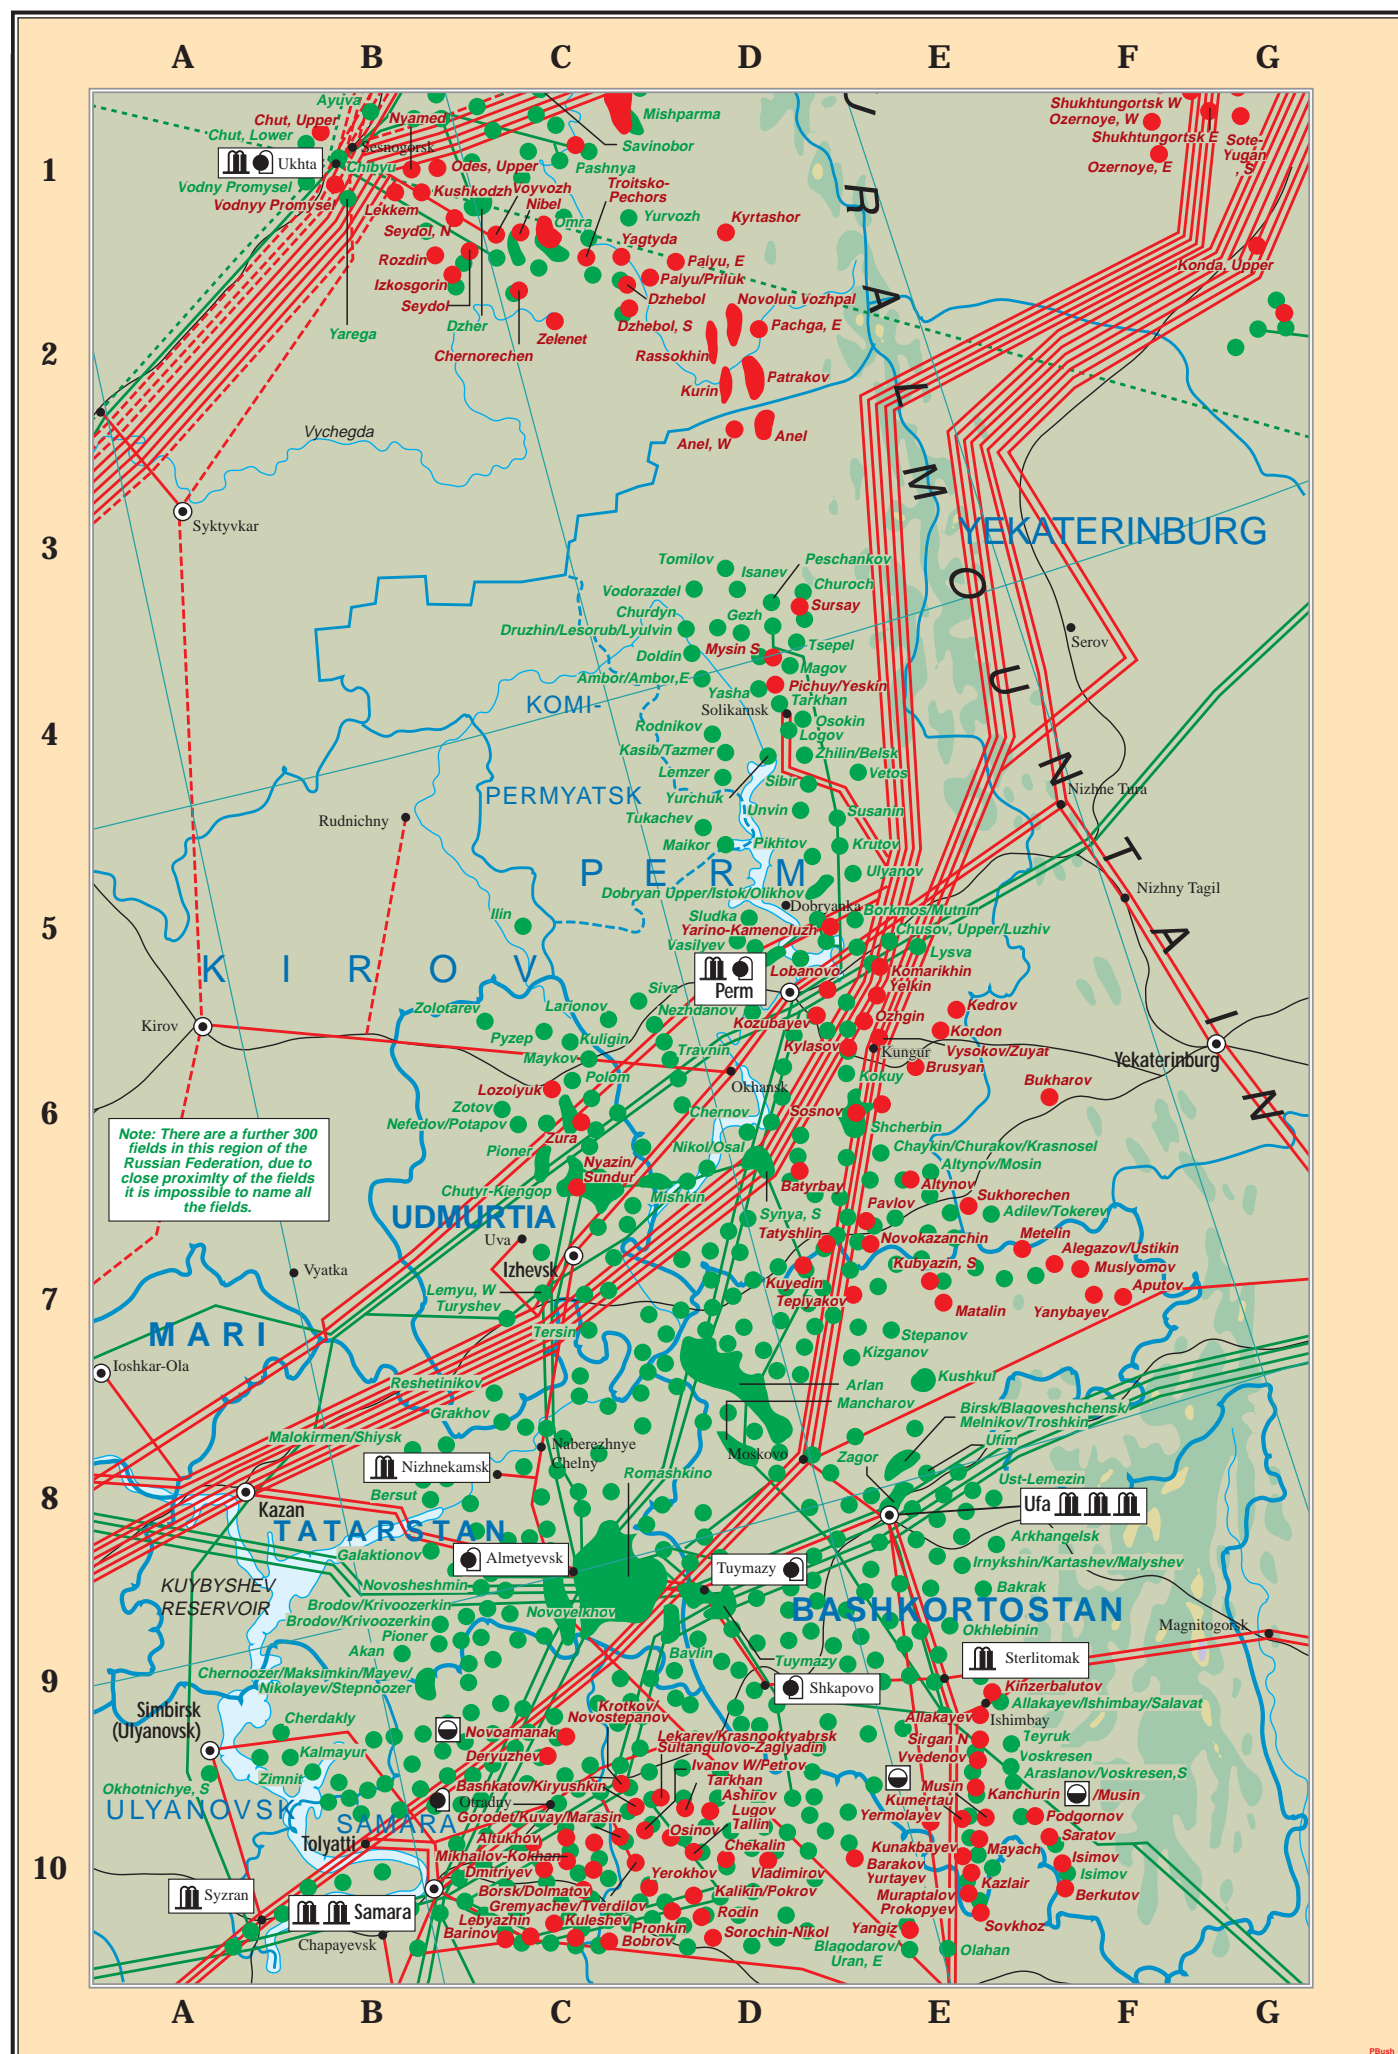 A B C D E F G
Ayuva
Nyamed
Mishparma
Shukhtungortsk W
Ozernoye, W
Shukhtungortsk E
Ozernoye, E
Sote-
Yugan
, S
Chut, Upper
Chut, Lower
Sesnogorsk
Savinobor
1
Ukhta
Chibyu
Odes, Upper
Pashnya
Troitsko-
Pechors
Vodny Promysel
Vodnyy Promysel
Kushkodzh
Voyvozh
Nibel
Lekkem
Omra
Yurvozh
Kyrtashor
Seydol, N
Yagtyda
Rozdin
Paiyu, E
Konda, Upper
Izkosgorin
Paiyu/Priluk
Seydol
Dzhebol
Novolun Vozhpal
Dzher
Dzhebol, S
Pachga, E
Yarega
Zelenet
Chernorechen
2
Rassokhin
Patrakov
Kurin
Anel, W
Anel
Vychegda
Syktyvkar
U R A L M O U N T A I N
YEKATERINBURG
3
Tomilov
Isanev
Peschankov
Vodorazdel
Churoch
Churdyn
Gezh
Sursay
Druzhin/Lesorub/Lyulvin
Mysin S
Tsepel
Serov
Doldin
Magov
Ambor/Ambor,E
Yasha
Pichuy/Yeskin
KOMI-
Solikamsk
Tarkhan
Osokin
Rodnikov
Logov
4
Kasib/Tazmer
Zhilin/Belsk
Lemzer
Sibir
Vetos
PERMYATSK
Yurchuk
Nizhne Tura
Unvin
Susanin
Rudnichny
Tukachev
Maikor
Pikhtov
Krutov
PERM
Ulyanov
Dobryan Upper/Istok/Olikhov
Nizhny Tagil
Dobryanka
Ilin
Sludka
Borkmos/Mutnin
5
Yarino-Kamenoluzh
Chusov, Upper/Luzhiv
Vasilyev
Lysva
KIROV
Perm
Lobanovo
Komarikhin
Yelkin
Siva
Zolotarev
Larionov
Nezhdanov
Kedrov
Kirov
Kozubayev
Ozhgin
Kordon
Pyzep
Kuligin
Maykov
Travnin
Kylasov
Kungur
Vysokov/Zuyat
Yekaterinburg
Brusyan
Polom
Okhansk
Kokuy
Bukharov
Lozolyuk
6
Zotov
Chernov
Sosnov
Nefedov/Potapov
Shcherbin
Note: There are a further 300
fields in this region of the
Russian Federation, due to
close proximity of the fields
it is impossible to name all
the fields.
Zura
Nikol/Osal
Chaykin/Churakov/Krasnosel
Pioner
Nyazin/
Sundur
Altynov/Mosin
Chutyr-Kiengop
Mishkin
Batyrbay
Altynov
Sukhorechen
UDMURTIA
Synya, S
Pavlov
Adilev/Tokerev
Uva
Tatyshlin
Novokazanchin
Metelin
Alegazov/Ustikin
Izhevsk
Kubyazin, S
Muslyomov
Vyatka
Kuyedin
Aputov
7
Lemyu, W
Tepiyakov
Matalin
Yanybayev
Turyshev
MARI
Tersin
Stepanov
Ioshkar-Ola
Kizganov
Reshetinikov
Arlan
Kushkul
Mancharov
Grakhov
Birsk/Blagoveshchensk/
Melnikov/Troshkin
Malokirmen/Shiysk
Naberezhnye
Chelny
Moskovo
Zagor
Ufim
Nizhnekamsk
Romashkino
Ust-Lemezin
8
Bersut
Kazan
Ufa
TATARSTAN
Arkhangelsk
Galaktionov
Almetyevsk
Irnykshin/Kartashev/Malyshev
KUYBYSHEV
RESERVOIR
Novosheshmin
Tuymazy
Bakrak
Brodov/Krivoozerkin
Novoyelkhov
BASHKORTOSTAN
Brodov/Krivoozerkin
Okhlebinin
Magnitogorsk
Pioner
Akan
Bavlin
Tuymazy
Sterlitomak
9
Chernoozer/Maksimkin/Mayev/
Nikolayev/Stepnoozer
Shkapovo
Kinzerbalutov
Allakayev/Ishimbay/Salavat
Simbirsk
(Ulyanovsk)
Krotkov/
Novostepanov
Allakayev
Ishimbay
Cherdakly
Novoamanak
Lekarev/Krasnooktyabrsk
Sirgan N
Teyruk
Kalmayur
Deryuzhev
Sultangulovo-Zaglyadin
Vvedenov
Voskresen
Zimnit
Ivanov W/Petrov
Araslanov/Voskresen,S
Okhotnichye, S
Bashkatov/Kiryushkin
Tarkhan
Musin
Kanchurin
/Musin
ULYANOVSK
Otradny
Ashirov
Kumertau
SAMARA
Gorodet/Kuvay/Marasin
Lugov
Yermolayev
Podgornov
Tolyatti
Altukhov
Osinov
Tallin
Saratov
Mikhailov-Kokhan
Chekalin
Kunakbayev
Mayach
Isimov
10
Dmitriyev
Yerokhov
Vladimirov
Barakov
Isimov
Yurtayev
Kazlair
Syzran
Borsk/Dolmatov
Kalikin/Pokrov
Muraptalov
Berkutov
Samara
Gremyachev/Tverdilov
Rodin
Prokopyev
Lebyazhin
Kuleshev
Sovkhoz
Chapayevsk
Barinov
Pronkin
Sorochin-Nikol
Yangiz
Bobrov
Blagodarov/
Uran, E
Olahan
A B C D E F G
PBush